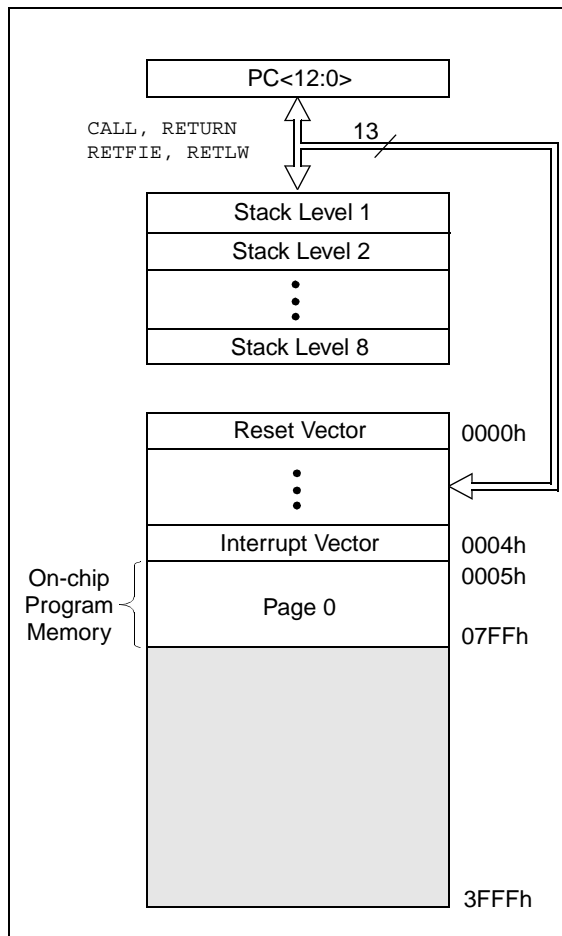 PC<12:0>
CALL, RETURN
RETFIE, RETLW
13
Stack Level 1
Stack Level 2
Stack Level 8
Reset Vector
0000h
Interrupt Vector
0004h
On-chip
Program
Memory
0005h
Page 0
07FFh
3FFFh